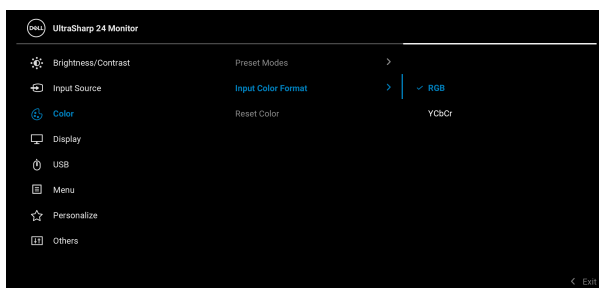 DELL UltraSharp 24 Monitor
Brightness/Contrast Preset Modes >
Input Source Input Color Format > ✓ RGB
Color Reset Color YCbCr
Display
USB
Menu
Personalize
Others
< Exit